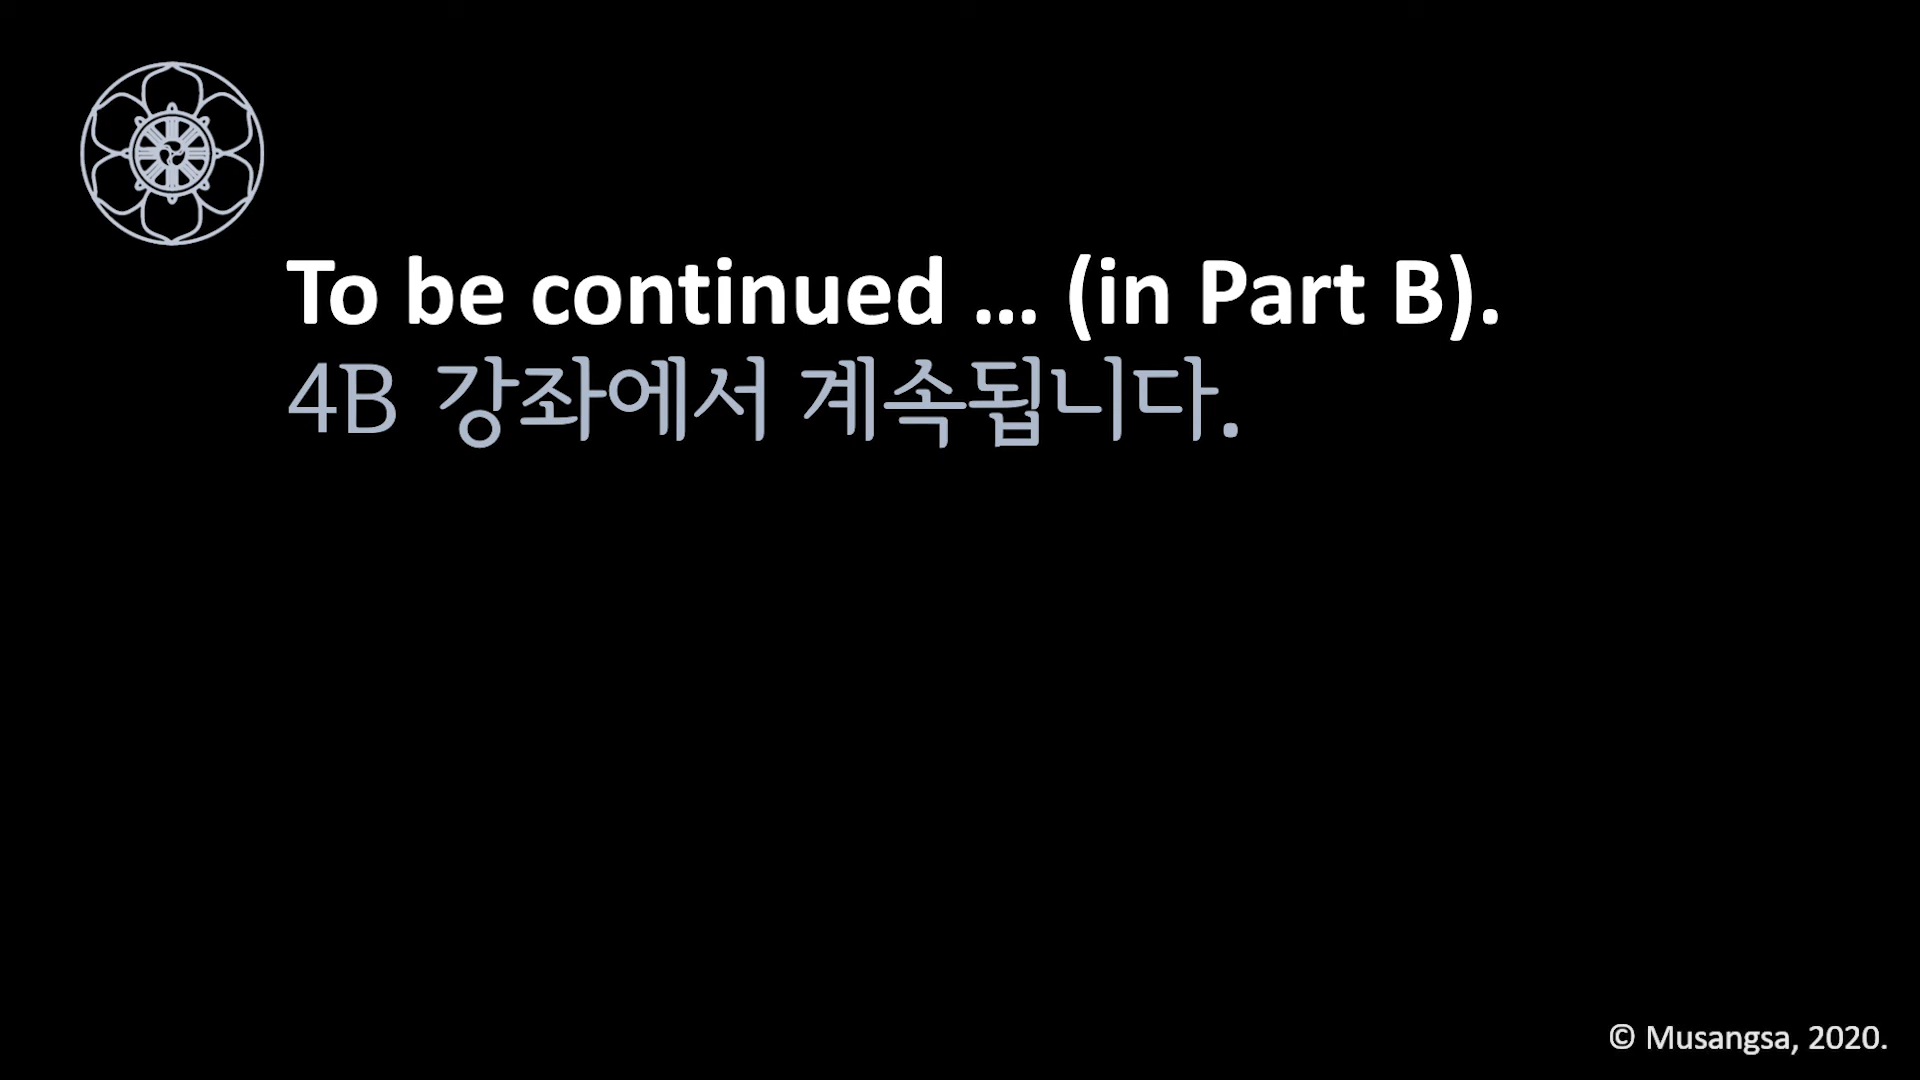 To be continued ... (in Part B).
4B 강좌에서 계속됩니다.
© Musangsa, 2020.